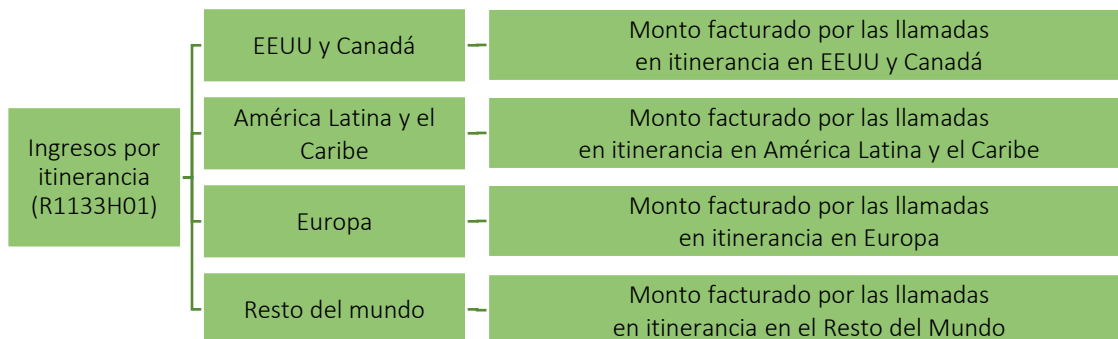 Ingresos por
itinerancia
(R1133H01)
EEUU y Canadá
Monto facturado por las llamadas
en itinerancia en EEUU y Canadá
América Latina y el
Caribe
Monto facturado por las llamadas
en itinerancia en América Latina y el Caribe
Europa
Monto facturado por las llamadas
en itinerancia en Europa
Resto del mundo
Monto facturado por las llamadas
en itinerancia en el Resto del Mundo